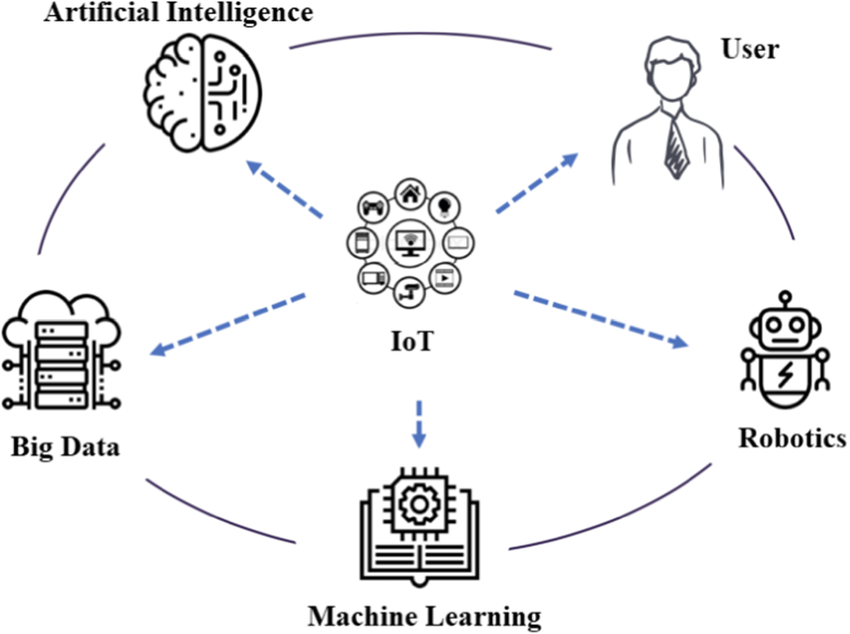 Artificial Intelligence
User
IoT
Big Data
Robotics
Machine Learning